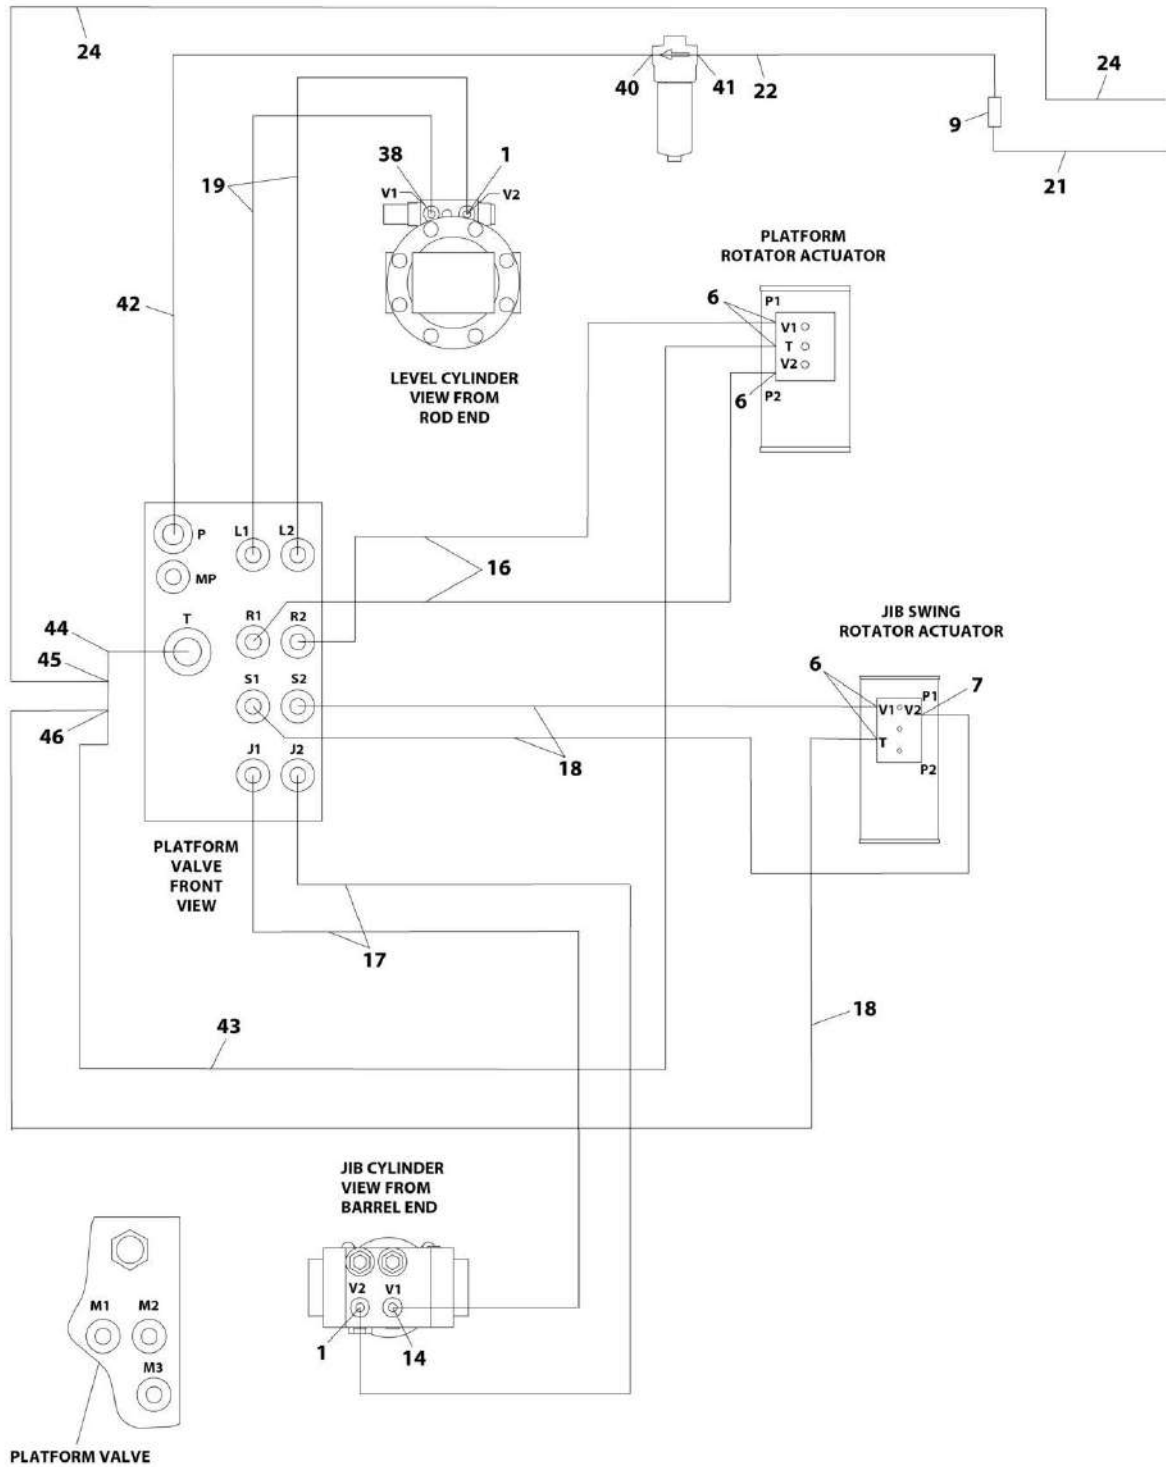 24
40
41
22
24
9
21
38
1
19
V1
V2
42
LEVEL CYLINDER
VIEW FROM
ROD END
PLATFORM
ROTATOR ACTUATOR
6
P1
V1
T
V2
6
P2
P
L1
L2
MP
16
T
R1
R2
44
45
46
S1
S2
18
J1
J2
PLATFORM
VALVE
FRONT
VIEW
JIB SWING
ROTATOR ACTUATOR
6
7
P1
V1
V2
T
P2
17
18
43
JIB CYLINDER
VIEW FROM
BARREL END
V2
V1
1
14
M1
M2
M3
PLATFORM VALVE